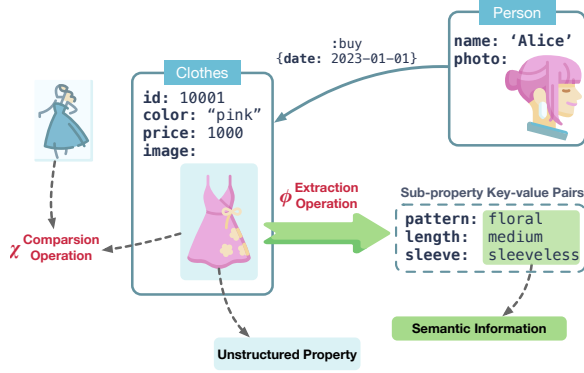 Person
:buy
{date: 2023-01-01}
name: ‘Alice’
photo:
Clothes
id: 10001
color: “pink”
price: 1000
image:
ϕ Extraction
Operation
Sub-property Key-value Pairs
pattern: floral
length: medium
sleeve: sleeveless
χ Comparsion
Operation
Semantic Information
Unstructured Property